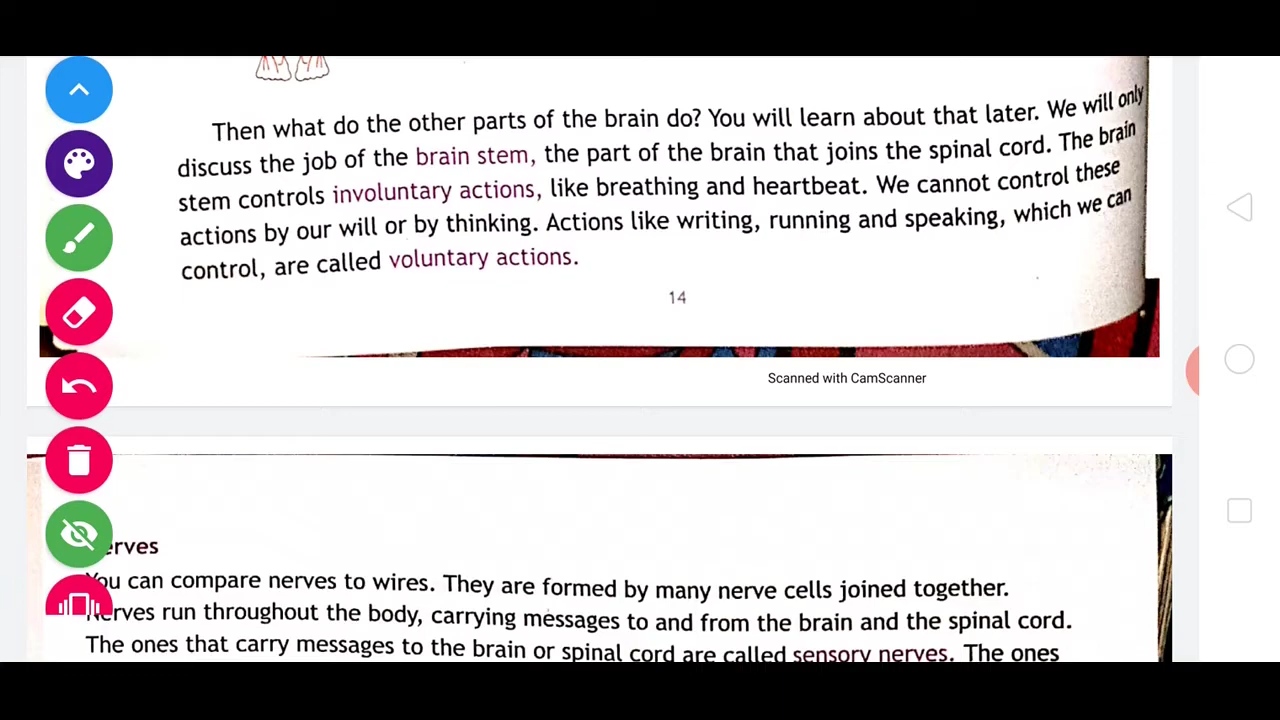 Then what do the other parts of the brain do? You will learn about that later. We will only
discuss the job of the brain stem, the part of the brain that joins the spinal cord. The brain
stem controls involuntary actions, like breathing and heartbeat. We cannot control these
actions by our will or by thinking. Actions like writing, running and speaking, which we can
control, are called voluntary actions.
14
Scanned with CamScanner
erves
You can compare nerves to wires. They are formed by many nerve cells joined together.
Nerves run throughout the body, carrying messages to and from the brain and the spinal cord.
The ones that carry messages to the brain or spinal cord are called sensory nerves. The ones